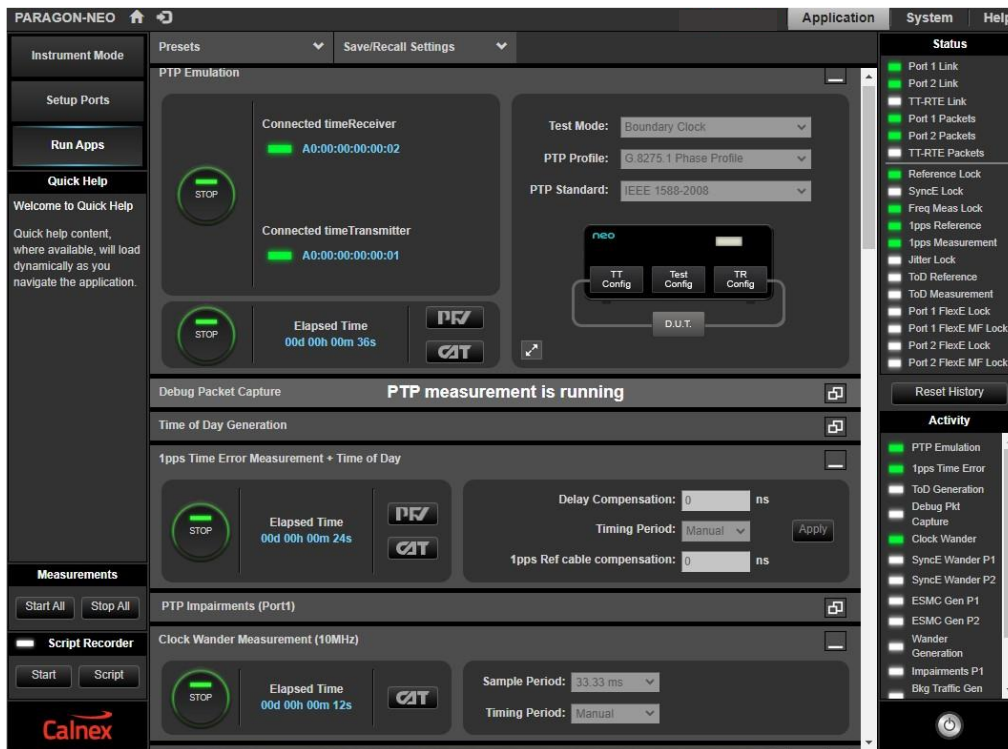 PARAGON-NEO
Application
System
Help
Instrument Mode
Setup Ports
Run Apps
Quick Help
Welcome to Quick Help
Quick help content,
where available, will load
dynamically as you
navigate the application.
Measurements
Start All
Stop All
Script Recorder
Start
Script
Calnex
Presets
Save/Recall Settings
PTP Emulation
STOP
Connected timeReceiver
A0:00:00:00:00:02
Connected timeTransmitter
A0:00:00:00:00:01
STOP
Elapsed Time
00d 00h 00m 36s
PFV
CAT
Test Mode: Boundary Clock
PTP Profile: G.8275.1 Phase Profile
PTP Standard: IEEE 1588-2008
neo
TT
Config
Test
Config
TR
Config
D.U.T.
Debug Packet Capture
PTP measurement is running
Time of Day Generation
1pps Time Error Measurement + Time of Day
STOP
Elapsed Time
00d 00h 00m 24s
PFV
CAT
Delay Compensation: 0 ns
Timing Period: Manual
Apply
1pps Ref cable compensation: 0 ns
PTP Impairments (Port1)
Clock Wander Measurement (10MHz)
STOP
Elapsed Time
00d 00h 00m 12s
CAT
Sample Period: 33.33 ms
Timing Period: Manual
Status
Port 1 Link
Port 2 Link
TT-RTE Link
Port 1 Packets
Port 2 Packets
TT-RTE Packets
Reference Lock
SyncE Lock
Freq Meas Lock
1pps Reference
1pps Measurement
Jitter Lock
ToD Reference
ToD Measurement
Port 1 FlexE Lock
Port 1 FlexE MF Lock
Port 2 FlexE Lock
Port 2 FlexE MF Lock
Reset History
Activity
PTP Emulation
1pps Time Error
ToD Generation
Debug Pkt
Capture
Clock Wander
SyncE Wander P1
SyncE Wander P2
ESMC Gen P1
ESMC Gen P2
Wander
Generation
Impairments P1
Bkg Traffic Gen